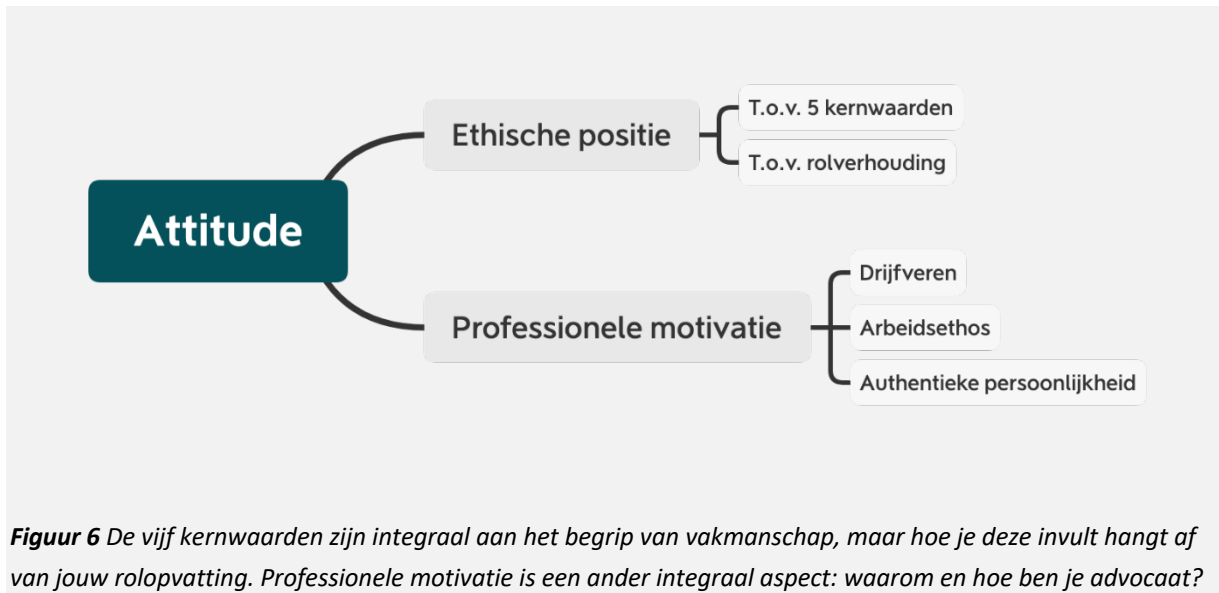 Attitude
Ethische positie
T.o.v. 5 kernwaarden
T.o.v. rolverhouding
Professionele motivatie
Drijfveren
Arbeidsethos
Authentieke persoonlijkheid
Figuur 6 De vijf kernwaarden zijn integraal aan het begrip van vakmanschap, maar hoe je deze invult hangt af
van jouw rolopvatting. Professionele motivatie is een ander integraal aspect: waarom en hoe ben je advocaat?